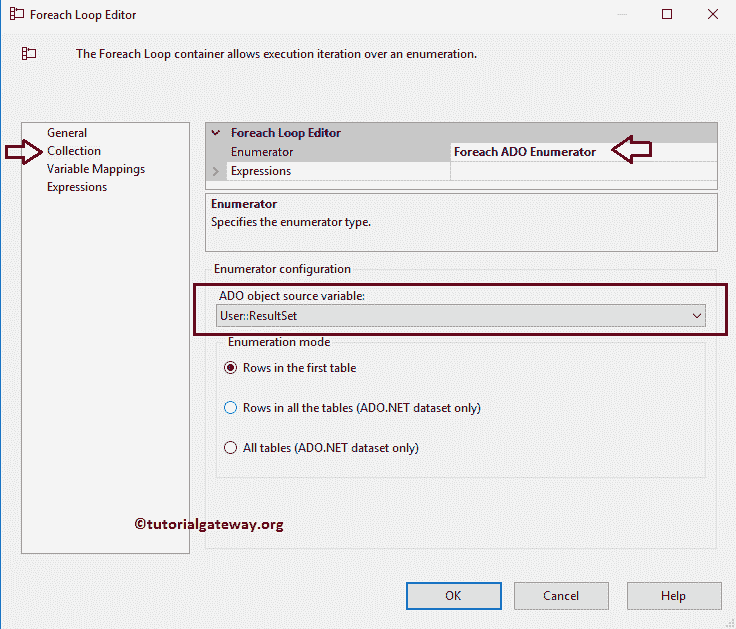 Foreach Loop Editor
The Foreach Loop container allows execution iteration over an enumeration.
General
Collection
Variable Mappings
Expressions
Foreach Loop Editor
Enumerator Foreach ADO Enumerator
Expressions
Enumerator
Specifies the enumerator type.
Enumerator configuration
ADO object source variable:
User::ResultSet
Enumeration mode
Rows in the first table
Rows in all the tables (ADO.NET dataset only)
All tables (ADO.NET dataset only)
©tutorialgateway.org
OK Cancel Help